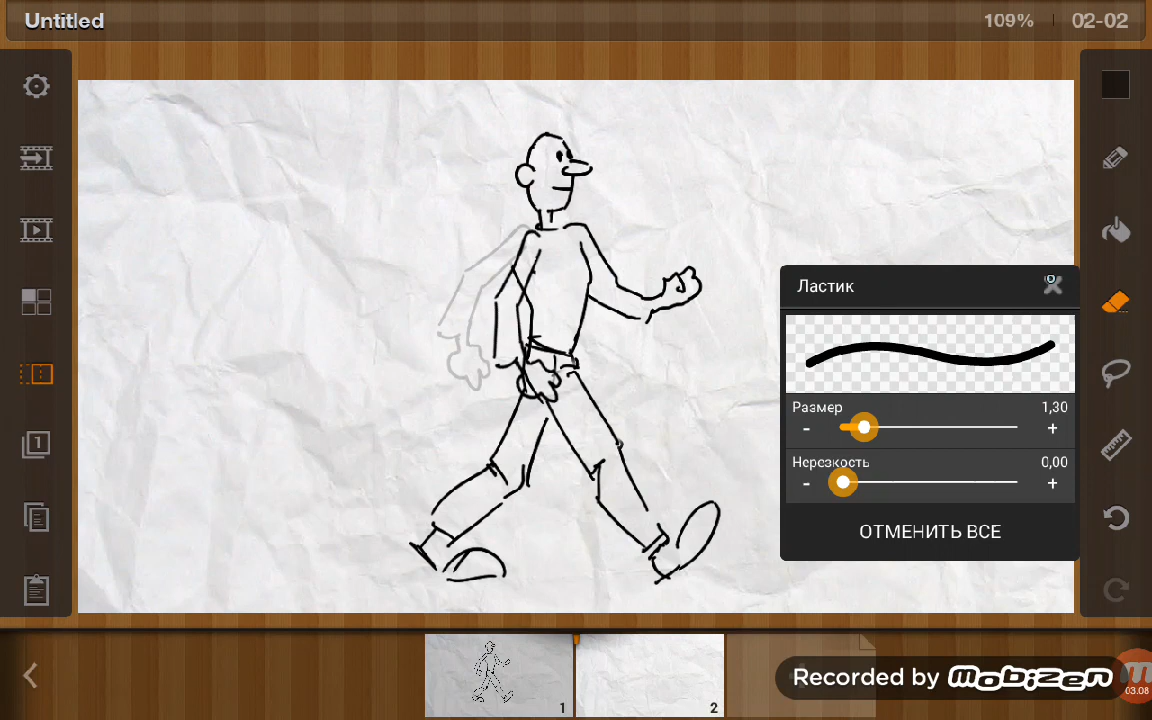 Untitled
109%
02-02
Ластик
Размер
1,30
-
+
Нерезкость
0,00
-
+
ОТМЕНИТЬ ВСЕ
1
1
2
Recorded by Mobizen
03.08